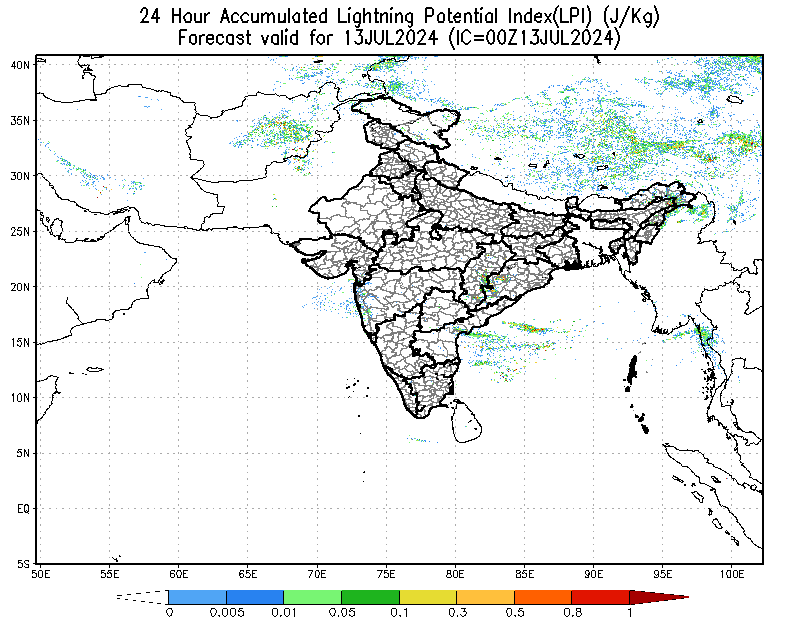 24 Hour Accumulated Lightning Potential Index(LPI) (J/Kg)
Forecast valid for 13JUL2024 (IC=00Z13JUL2024)
40N
35N
30N
25N
20N
15N
10N
5N
EQ
5S
50E 55E 60E 65E 70E 75E 80E 85E 90E 95E 100E
0 0.005 0.01 0.05 0.1 0.3 0.5 0.8 1